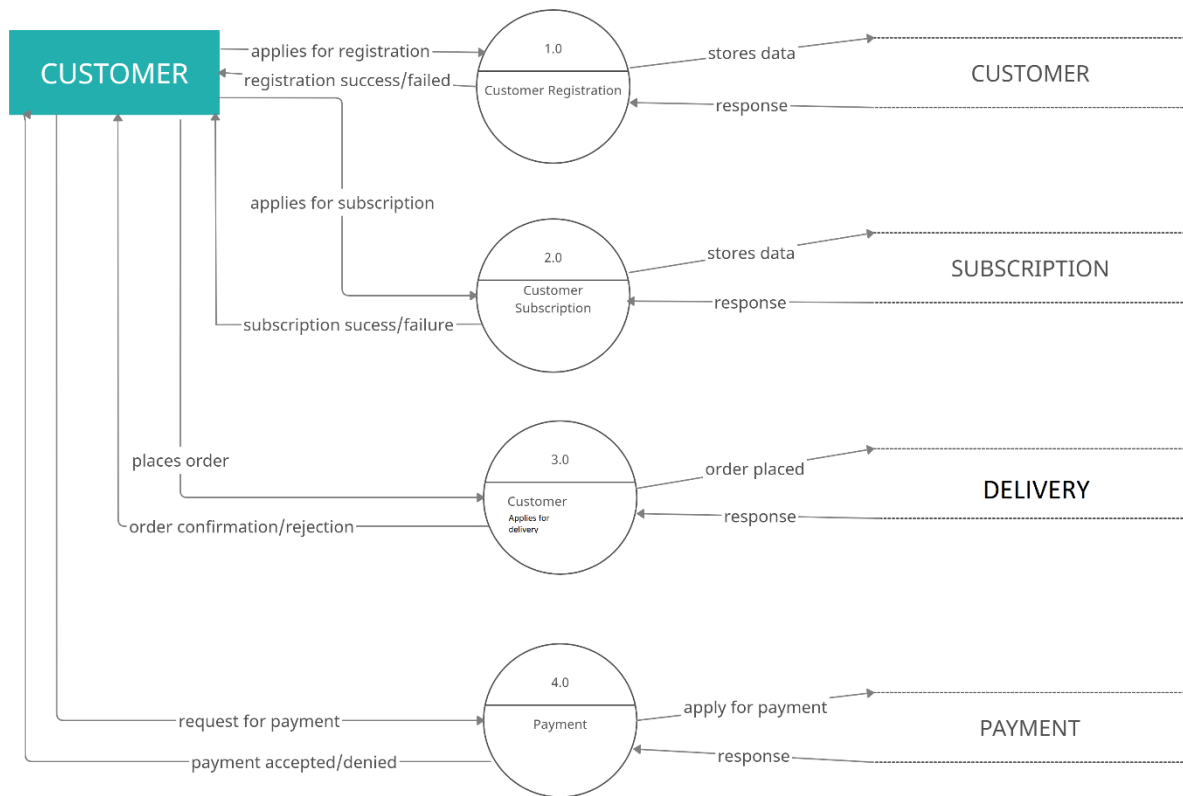 CUSTOMER
applies for registration
registration success/failed
1.0
Customer Registration
stores data
response
CUSTOMER
applies for subscription
subscription sucess/failure
2.0
Customer
Subscription
stores data
response
SUBSCRIPTION
places order
order confirmation/rejection
3.0
Customer
Applies for
delivery
order placed
response
DELIVERY
request for payment
payment accepted/denied
4.0
Payment
apply for payment
response
PAYMENT